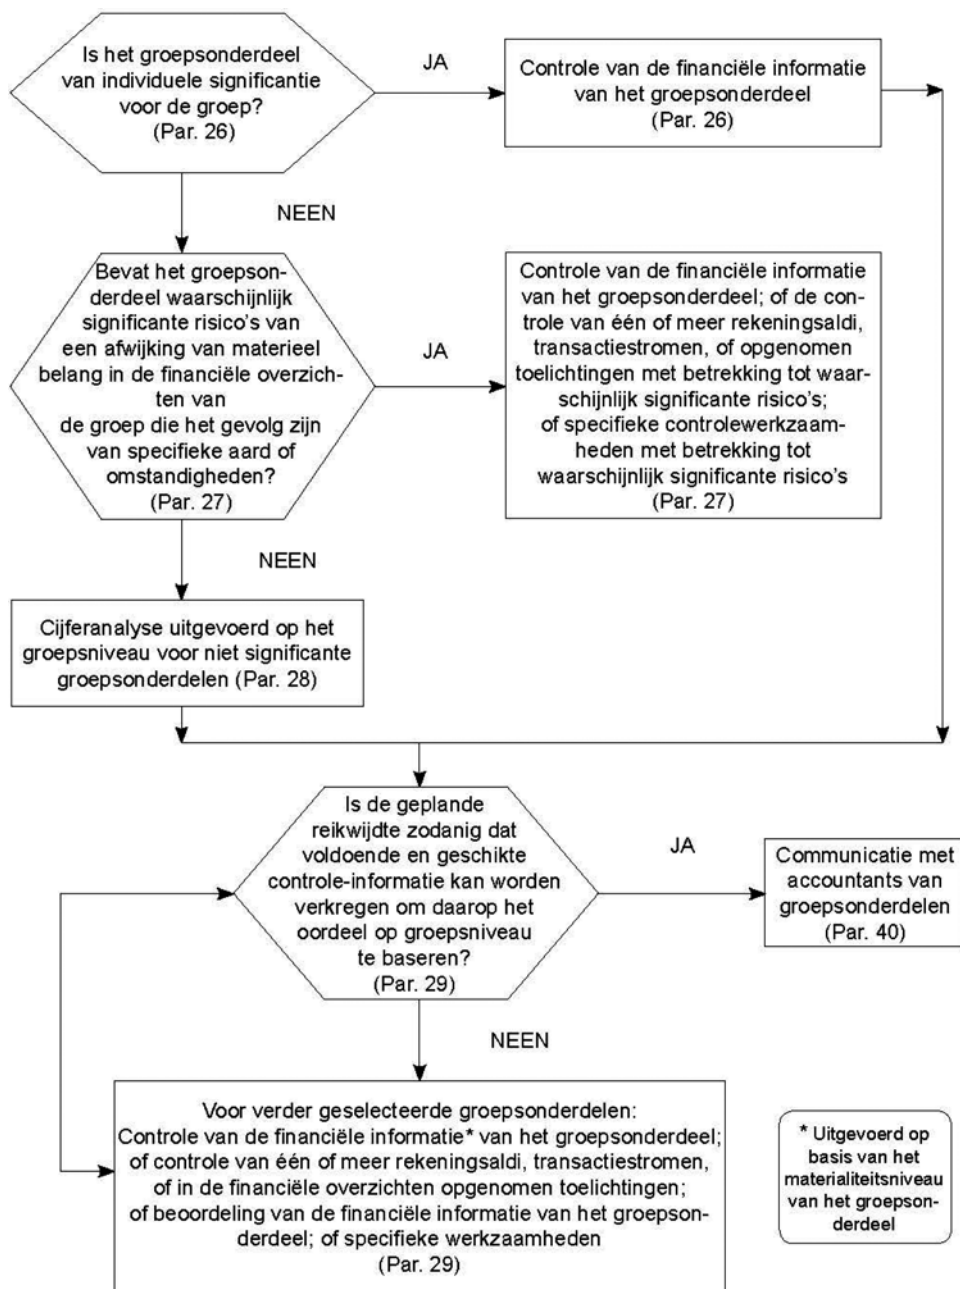 Is het groepsonderdeel
van individuele significantie
voor de groep?
(Par. 26)
JA
Controle van de financiële informatie
van het groepsonderdeel
(Par. 26)
NEEN
Bevat het groepson-
derdeel waarschijnlijk
significante risico's van
een afwijking van materieel
belang in de financiële overzich-
ten van
de groep die het gevolg zijn
van specifieke aard of
omstandigheden?
(Par. 27)
JA
Controle van de financiële informatie
van het groepsonderdeel; of de con-
trole van één of meer rekeningsaldi,
transactiestromen, of opgenomen
toelichtingen met betrekking tot waar-
schijnlijk significante risico's;
of specifieke controlewerkzaam-
heden met betrekking tot
waarschijnlijk significante risico's
(Par. 27)
NEEN
Cijferanalyse uitgevoerd op het
groepsniveau voor niet significante
groepsonderdelen (Par. 28)
Is de geplande
reikwijdte zodanig dat
voldoende en geschikte
controle-informatie kan worden
verkregen om daarop het
oordeel op groepsniveau
te baseren?
(Par. 29)
JA
Communicatie met
accountants van
groepsonderdelen
(Par. 40)
NEEN
Voor verder geselecteerde groepsonderdelen:
Controle van de financiële informatie* van het groepsonderdeel;
of controle van één of meer rekeningsaldi, transactiestromen,
of in de financiële overzichten opgenomen toelichtingen;
of beoordeling van de financiële informatie van het groepson-
derdeel; of specifieke werkzaamheden
(Par. 29)
* Uitgevoerd op
basis van het
materialiteitsniveau
van het groepson-
derdeel